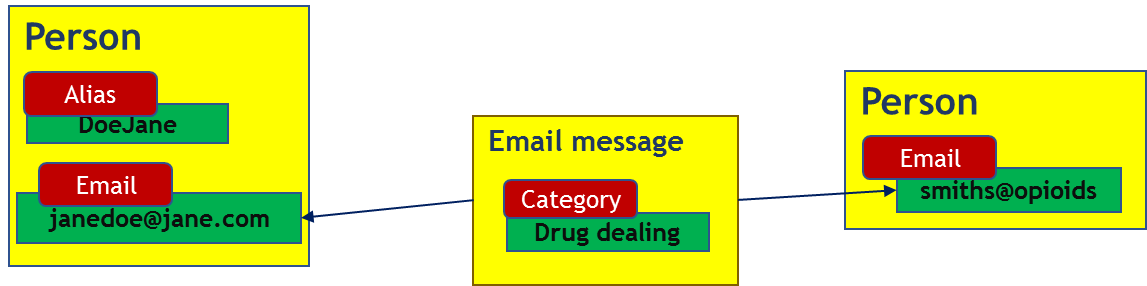 Person
Alias
DoeJane
Email
janedoe@jane.com
Email message
Category
Drug dealing
Person
Email
smiths@opioids